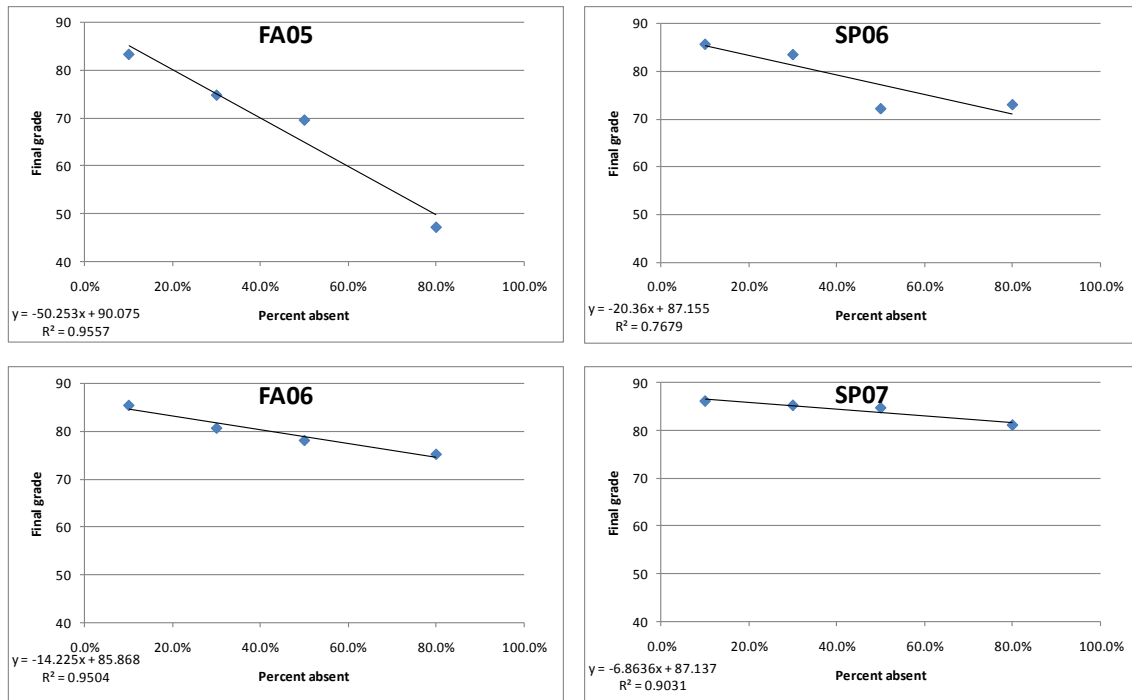 FA05
90
80
70
60
50
40
Final grade
0.0% 20.0% 40.0% 60.0% 80.0% 100.0%
Percent absent
y = -50.253x + 90.075
R² = 0.9557
SP06
90
80
70
60
50
40
Final grade
0.0% 20.0% 40.0% 60.0% 80.0% 100.0%
Percent absent
y = -20.36x + 87.155
R² = 0.7679
FA06
90
80
70
60
50
40
Final grade
0.0% 20.0% 40.0% 60.0% 80.0% 100.0%
Percent absent
y = -14.225x + 85.868
R² = 0.9504
SP07
90
80
70
60
50
40
Final grade
0.0% 20.0% 40.0% 60.0% 80.0% 100.0%
Percent absent
y = -6.8636x + 87.137
R² = 0.9031